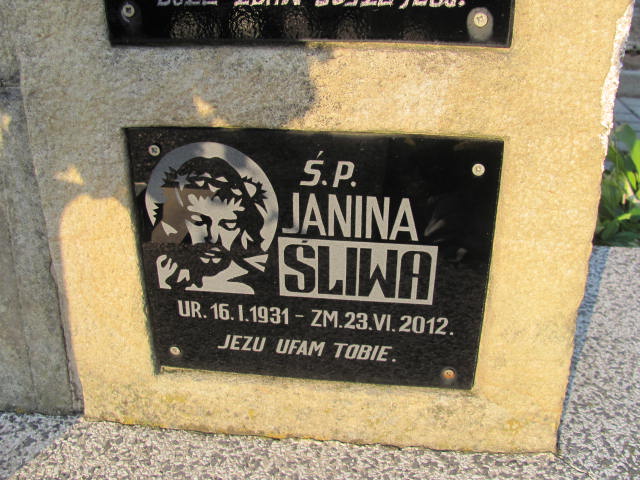 Ś.P.
JANINA
ŚLIWA
UR. 16.I.1931 - ZM.23.VI.2012.
JEZU UFAM TOBIE.